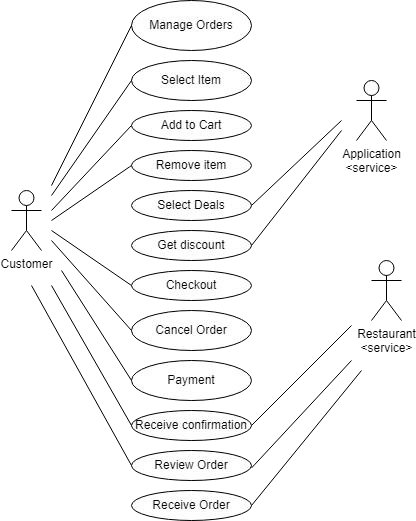 Manage Orders
Select Item
Add to Cart
Remove item
Select Deals
Get discount
Checkout
Cancel Order
Payment
Receive confirmation
Review Order
Receive Order
Customer
Application
<service>
Restaurant
<service>